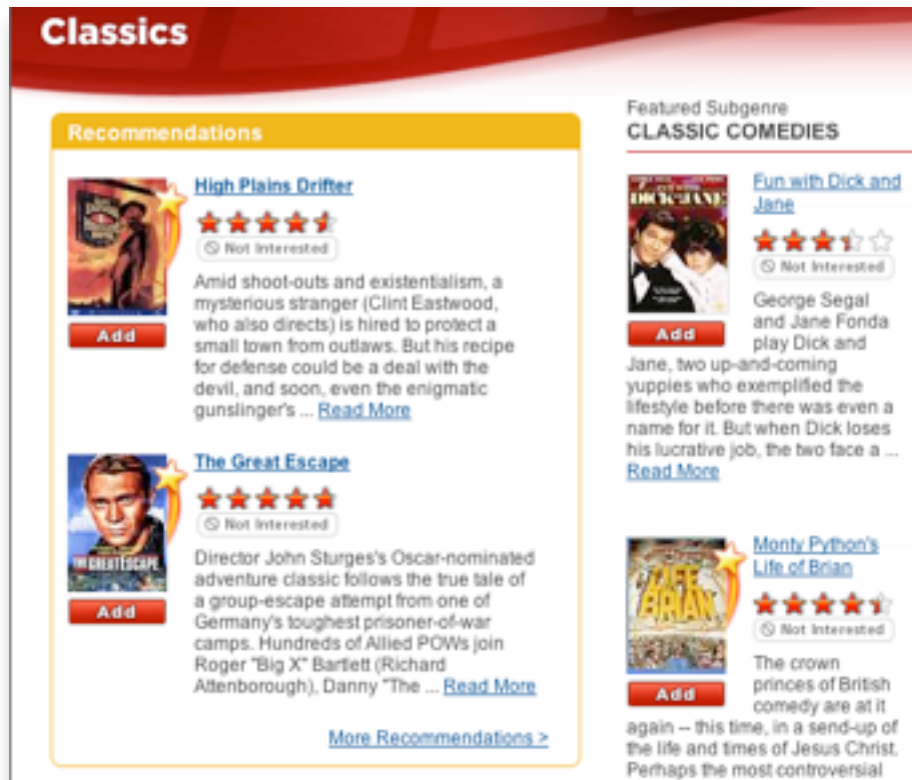 Classics
Recommendations
High Plains Drifter
Not Interested
Add
Amid shoot-outs and existentialism, a
mysterious stranger (Clint Eastwood,
who also directs) is hired to protect a
small town from outlaws. But his recipe
for defense could be a deal with the
devil, and soon, even the enigmatic
gunslinger's ... Read More
The Great Escape
Not Interested
THE GREAT ESCAPE
Add
Director John Sturges's Oscar-nominated
adventure classic follows the true tale of
a group-escape attempt from one of
Germany's toughest prisoner-of-war
camps. Hundreds of Allied POWs join
Roger "Big X" Bartlett (Richard
Attenborough), Danny "The ... Read More
More Recommendations >
Featured Subgenre
CLASSIC COMEDIES
Fun with Dick and
Jane
DICK JANE
Not Interested
Add
George Segal
and Jane Fonda
play Dick and
Jane, two up-and-coming
yuppies who exemplified the
lifestyle before there was even a
name for it. But when Dick loses
his lucrative job, the two face a ...
Read More
Monty Python's
Life of Brian
LIFE
BRIAN
Not Interested
Add
The crown
princes of British
comedy are at it
again -- this time, in a send-up of
the life and times of Jesus Christ.
Perhaps the most controversial